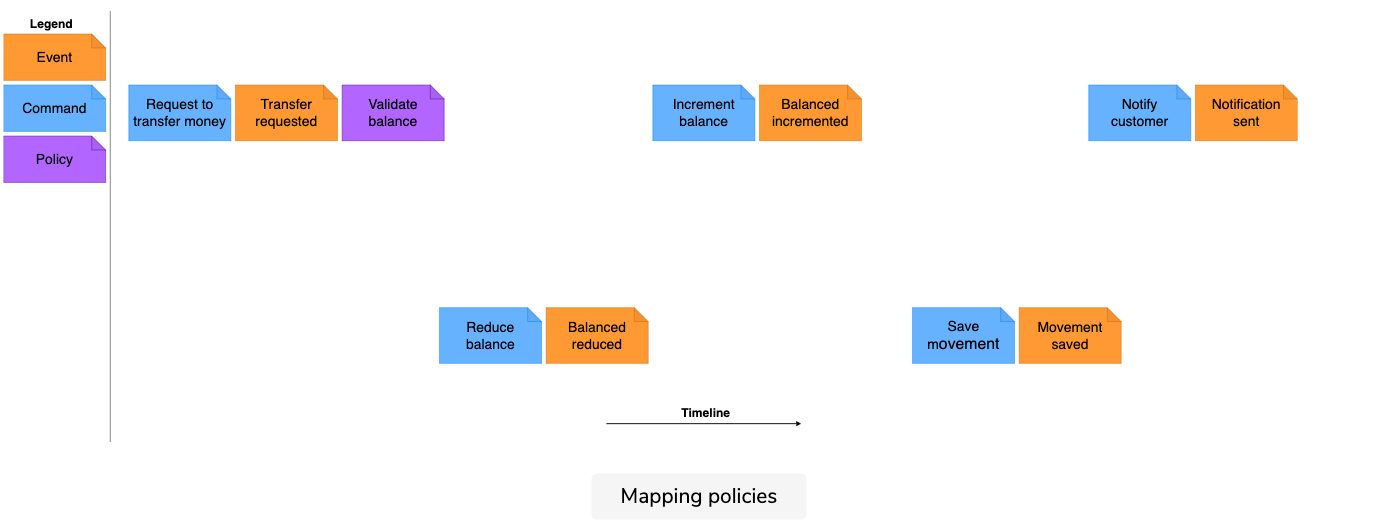 Legend
Event
Command
Policy
Request to
transfer money
Transfer
requested
Validate
balance
Increment
balance
Balanced
incremented
Notify
customer
Notification
sent
Reduce
balance
Balanced
reduced
Save
movement
Movement
saved
Timeline
Mapping policies